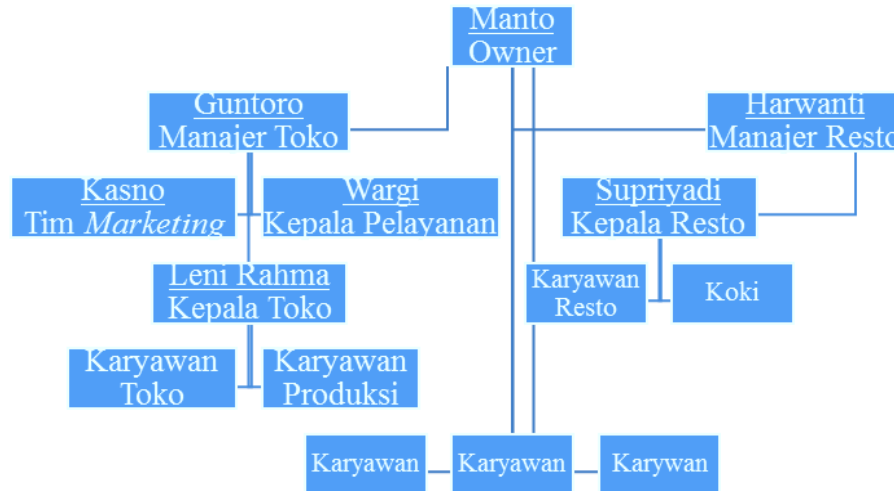 Manto
Owner
Guntoro
Manajer Toko
Harwanti
Manajer Resto
Kasno
Tim Marketing
Wargi
Kepala Pelayanan
Supriyadi
Kepala Resto
Leni Rahma
Kepala Toko
Karyawan
Resto
Koki
Karyawan
Toko
Karyawan
Produksi
Karyawan
Karyawan
Karywan